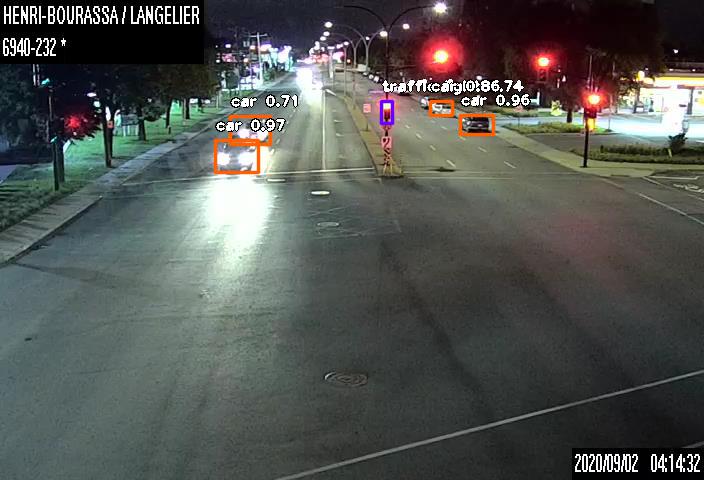 HENRI-BOURASSA / LANGELIER
6940-232 *
car 0.71
car 0.97
car 0.96
2020/09/02 04:14:32